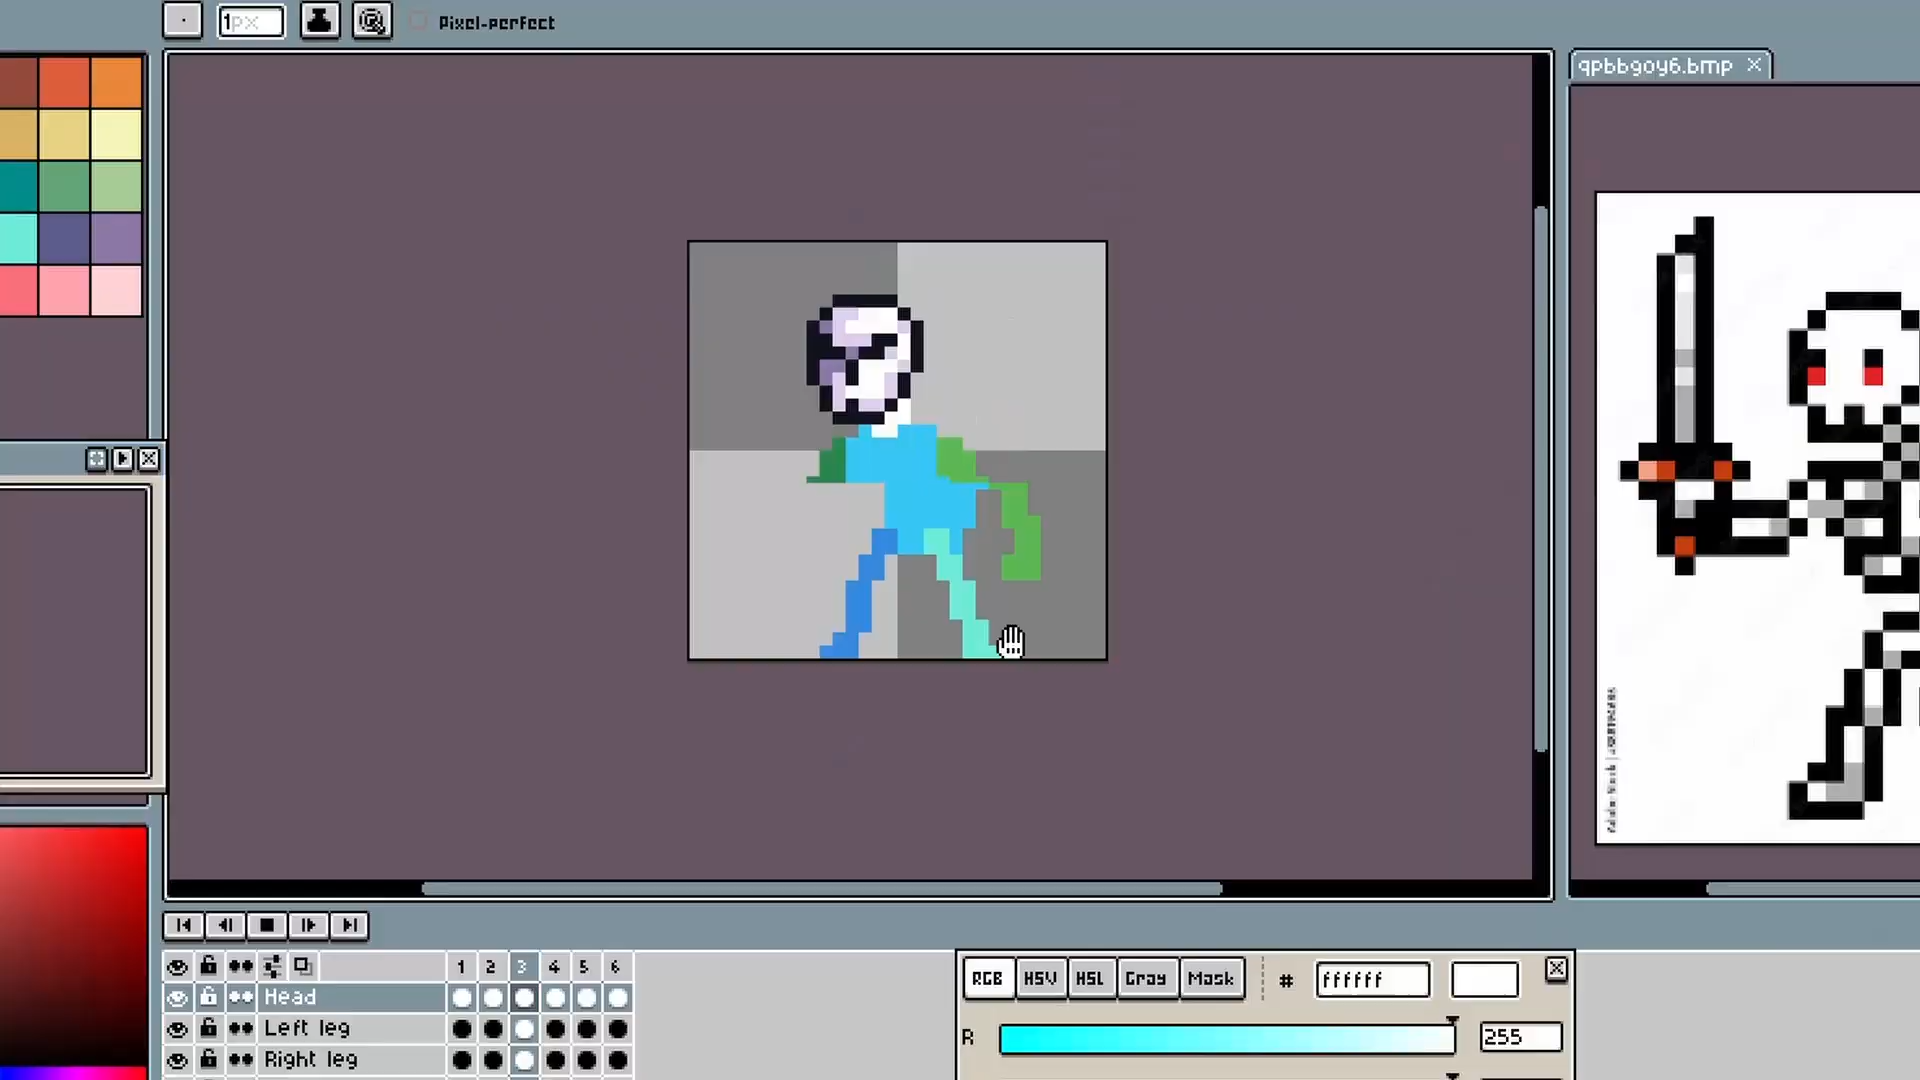 1px
Pixel-perfect
qpbbgoy6.bmp
1 2 3 4 5 6
Head
Left leg
Right leg
RGB HSV HSL Gray Mask # ffffff
R 255